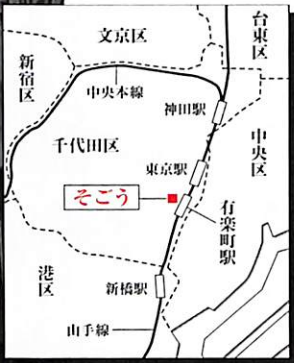 文京区
台東区
新宿区
中央本線
神田駅
千代田区
中央区
東京駅
そごう
有楽町駅
港区
新橋駅
山手線